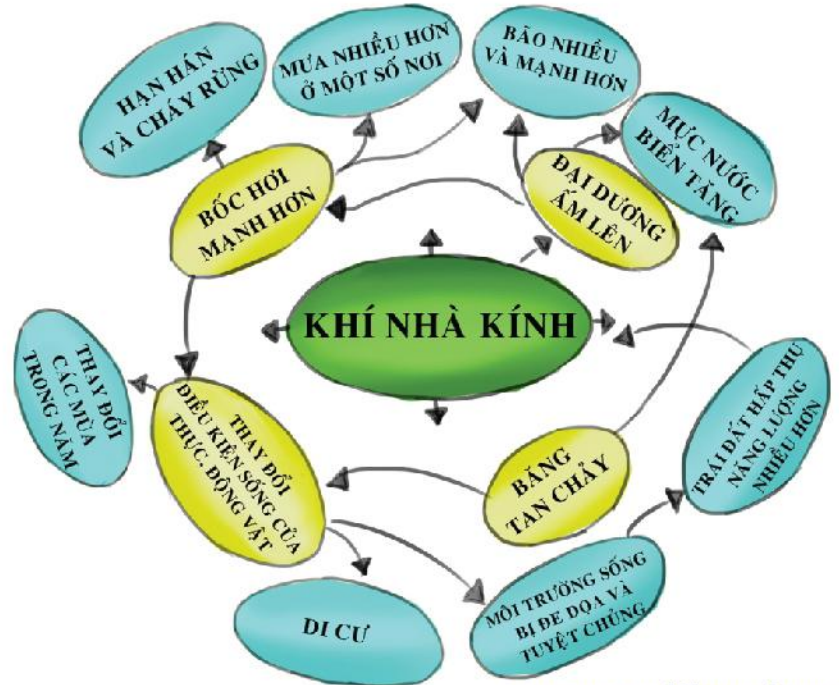 HẠN HÁN
VÀ CHÁY RỪNG
MƯA NHIỀU HƠN
Ở MỘT SỐ NƠI
BÃO NHIỀU
VÀ MẠNH HƠN
MỰC NƯỚC
BIỂN TĂNG
BỐC HƠI
MẠNH HƠN
ĐẠI DƯƠNG
ẤM LÊN
KHÍ NHÀ KÍNH
THAY ĐỔI
CÁC MÙA
TRONG NĂM
THAY ĐỔI
ĐIỀU KIỆN SỐNG CỦA
THỰC, ĐỘNG VẬT
BĂNG
TAN CHẢY
TRÁI ĐẤT HẤP THỤ
NĂNG LƯỢNG
NHIỀU HƠN
DI CƯ
MÔI TRƯỜNG SỐNG
BỊ ĐE DỌA VÀ
TUYỆT CHỦNG